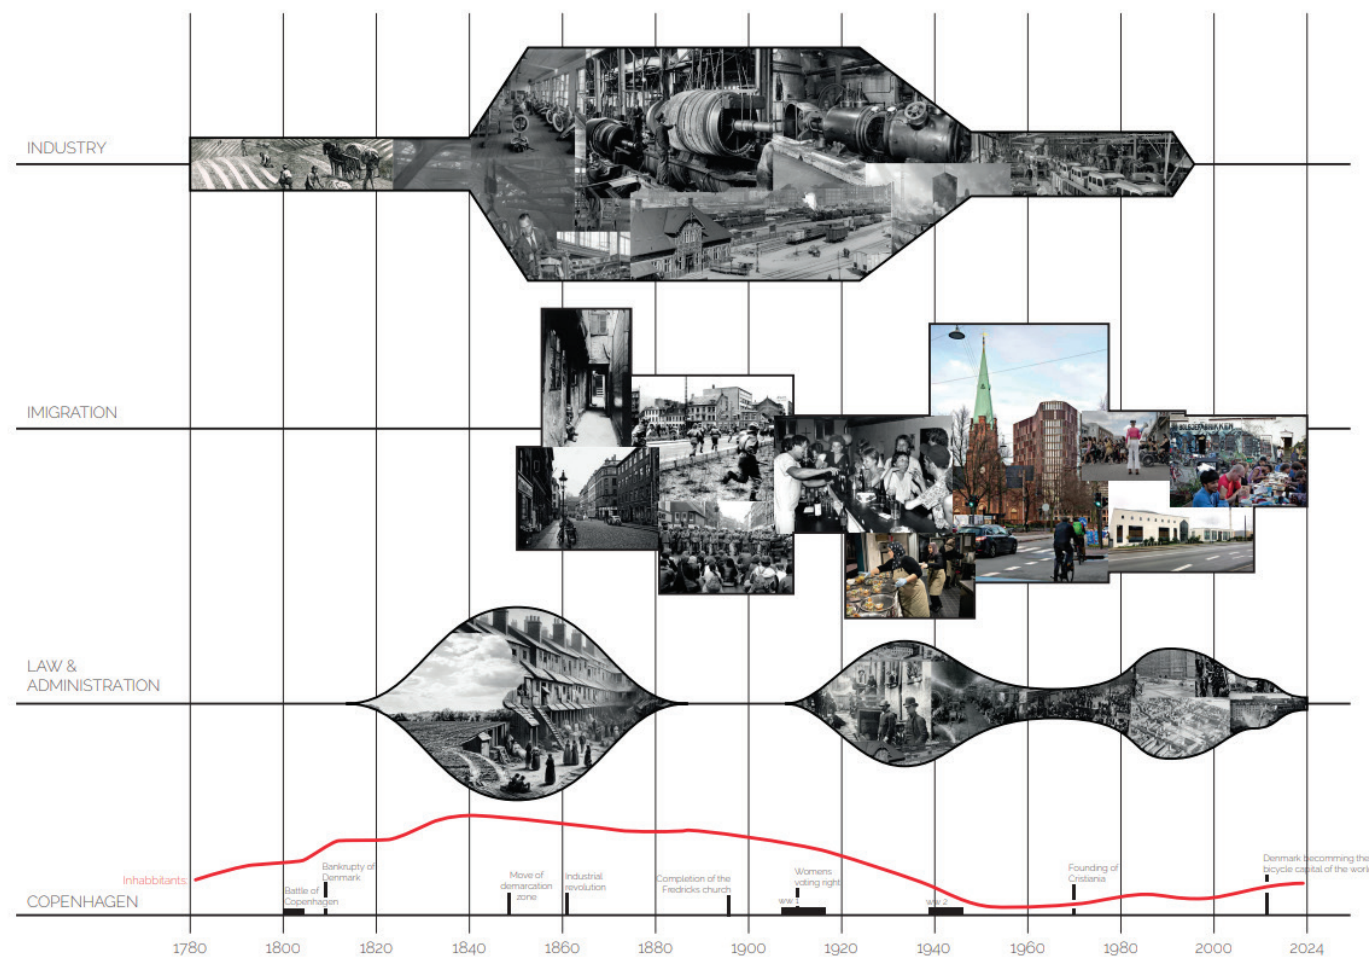 INDUSTRY
IMIGRATION
BOLSJEFABRIKKEN
LAW &
ADMINISTRATION
Inhabbitants
COPENHAGEN
Battle of
Copenhagen
Bankrupty of
Denmark
Move of
demarcation
zone
Industrial
revolution
Completion of the
Fredricks church
Womens
voting right
WW 1
WW 2
Founding of
Cristiania
Denmark becomming the
bicycle capital of the world
1780
1800
1820
1840
1860
1880
1900
1920
1940
1960
1980
2000
2024